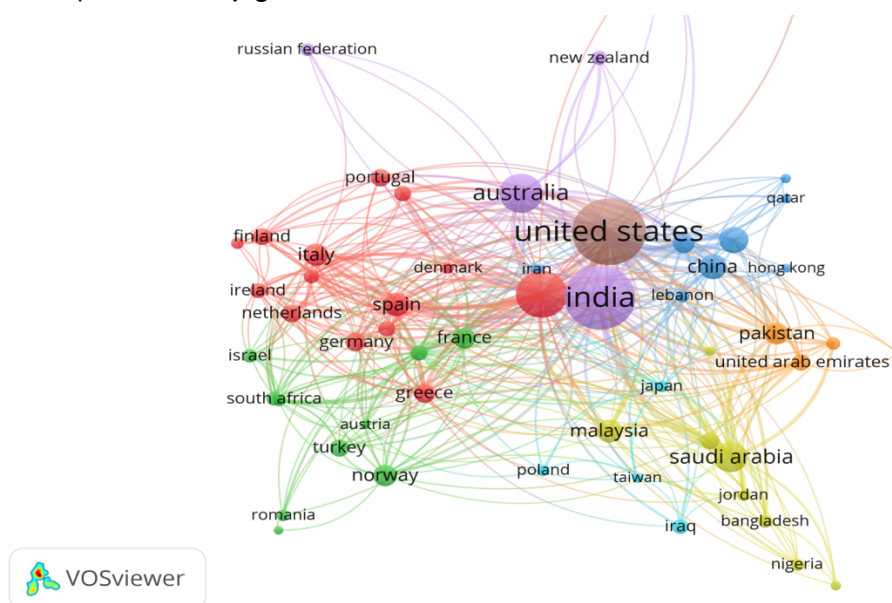 russian federation
new zealand
portugal
australia
qatar
finland
united states
italy
denmark
iran
china
hong kong
ireland
india
lebanon
netherlands
spain
pakistan
germany
france
israel
united arab emirates
japan
south africa
greece
austria
malaysia
turkey
saudi arabia
norway
poland
taiwan
jordan
romania
iraq
bangladesh
nigeria
VOSviewer